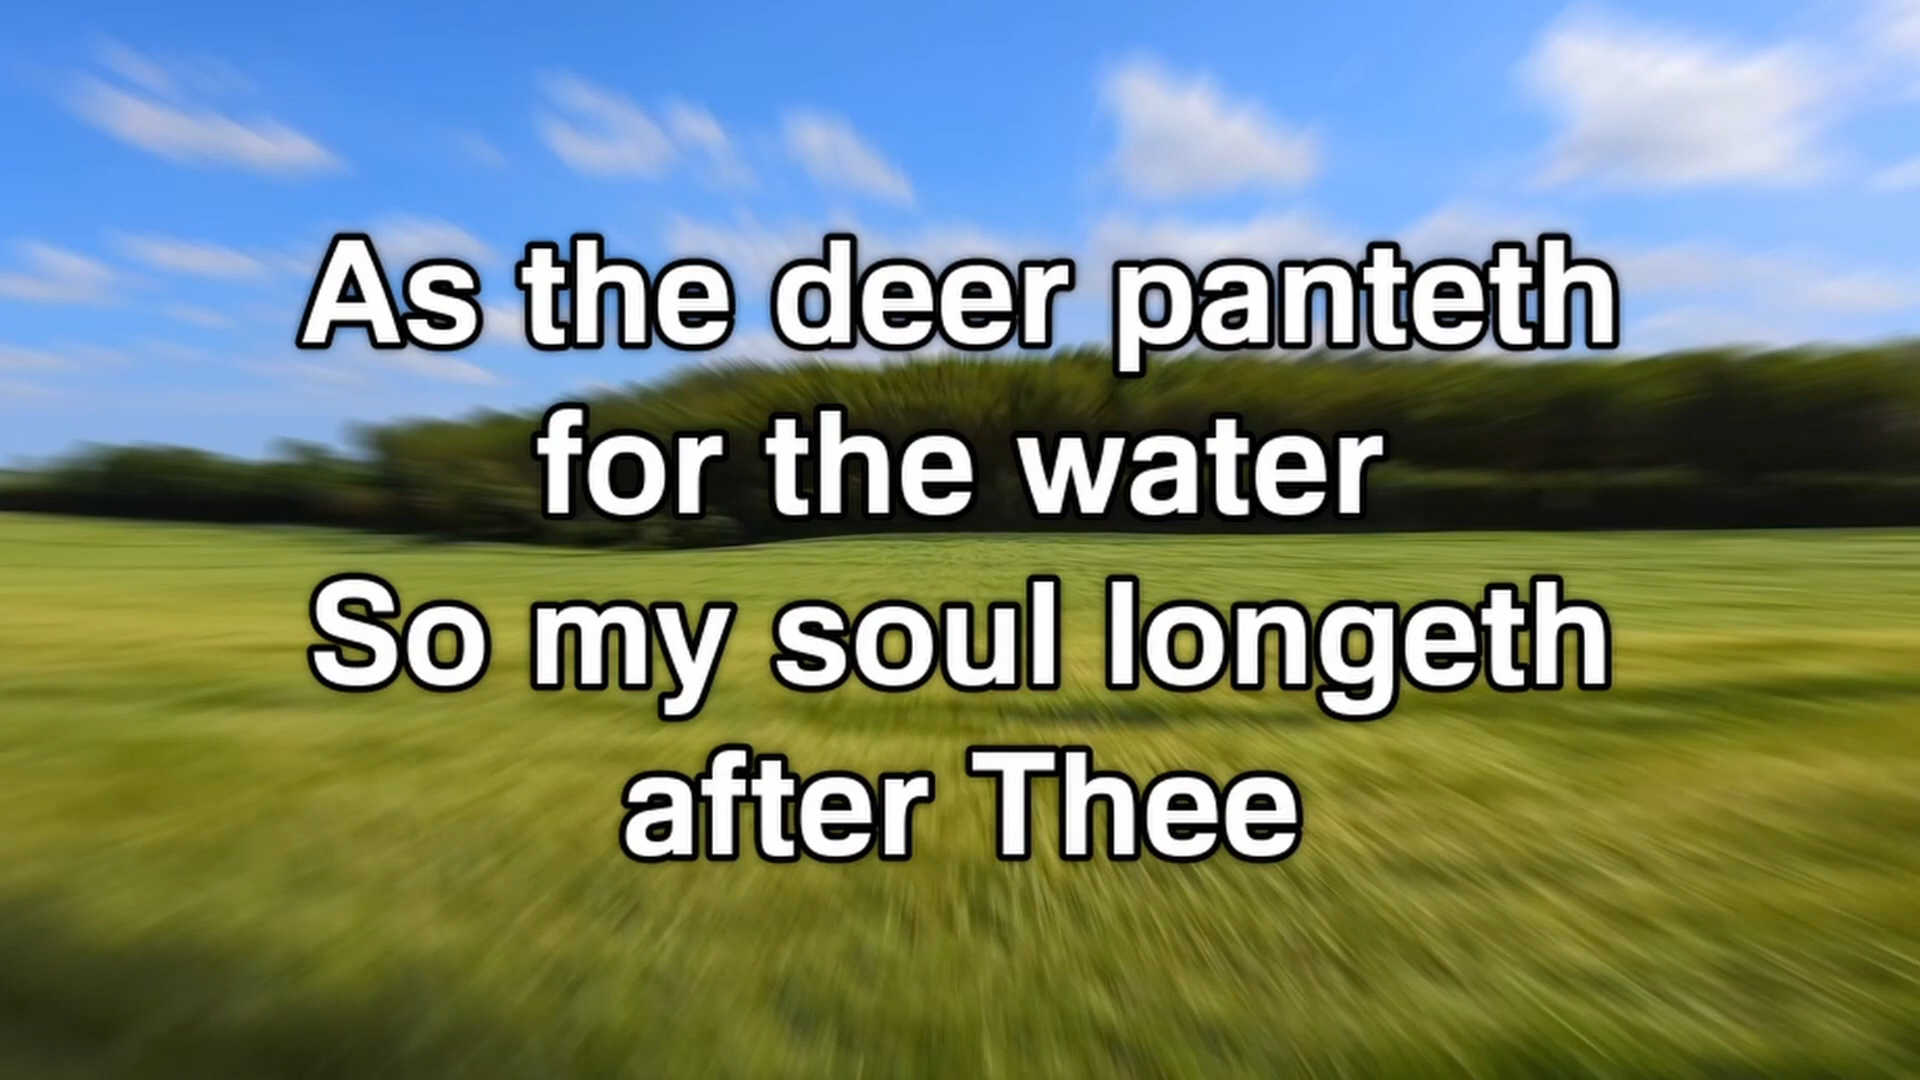 As the deer panteth
for the water
So my soul longeth
after Thee